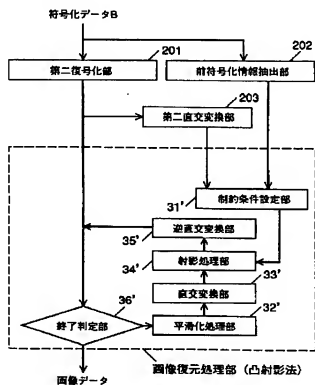 符号化データB
201
202
第二復号化部
前符号化情報抽出部
203
第二直交変換部
31'
制約条件設定部
35'
逆直交変換部
34'
射影処理部
33'
直交変換部
36'
32'
終了判定部
平滑化処理部
画像データ
画像復元処理部(凸射影法)